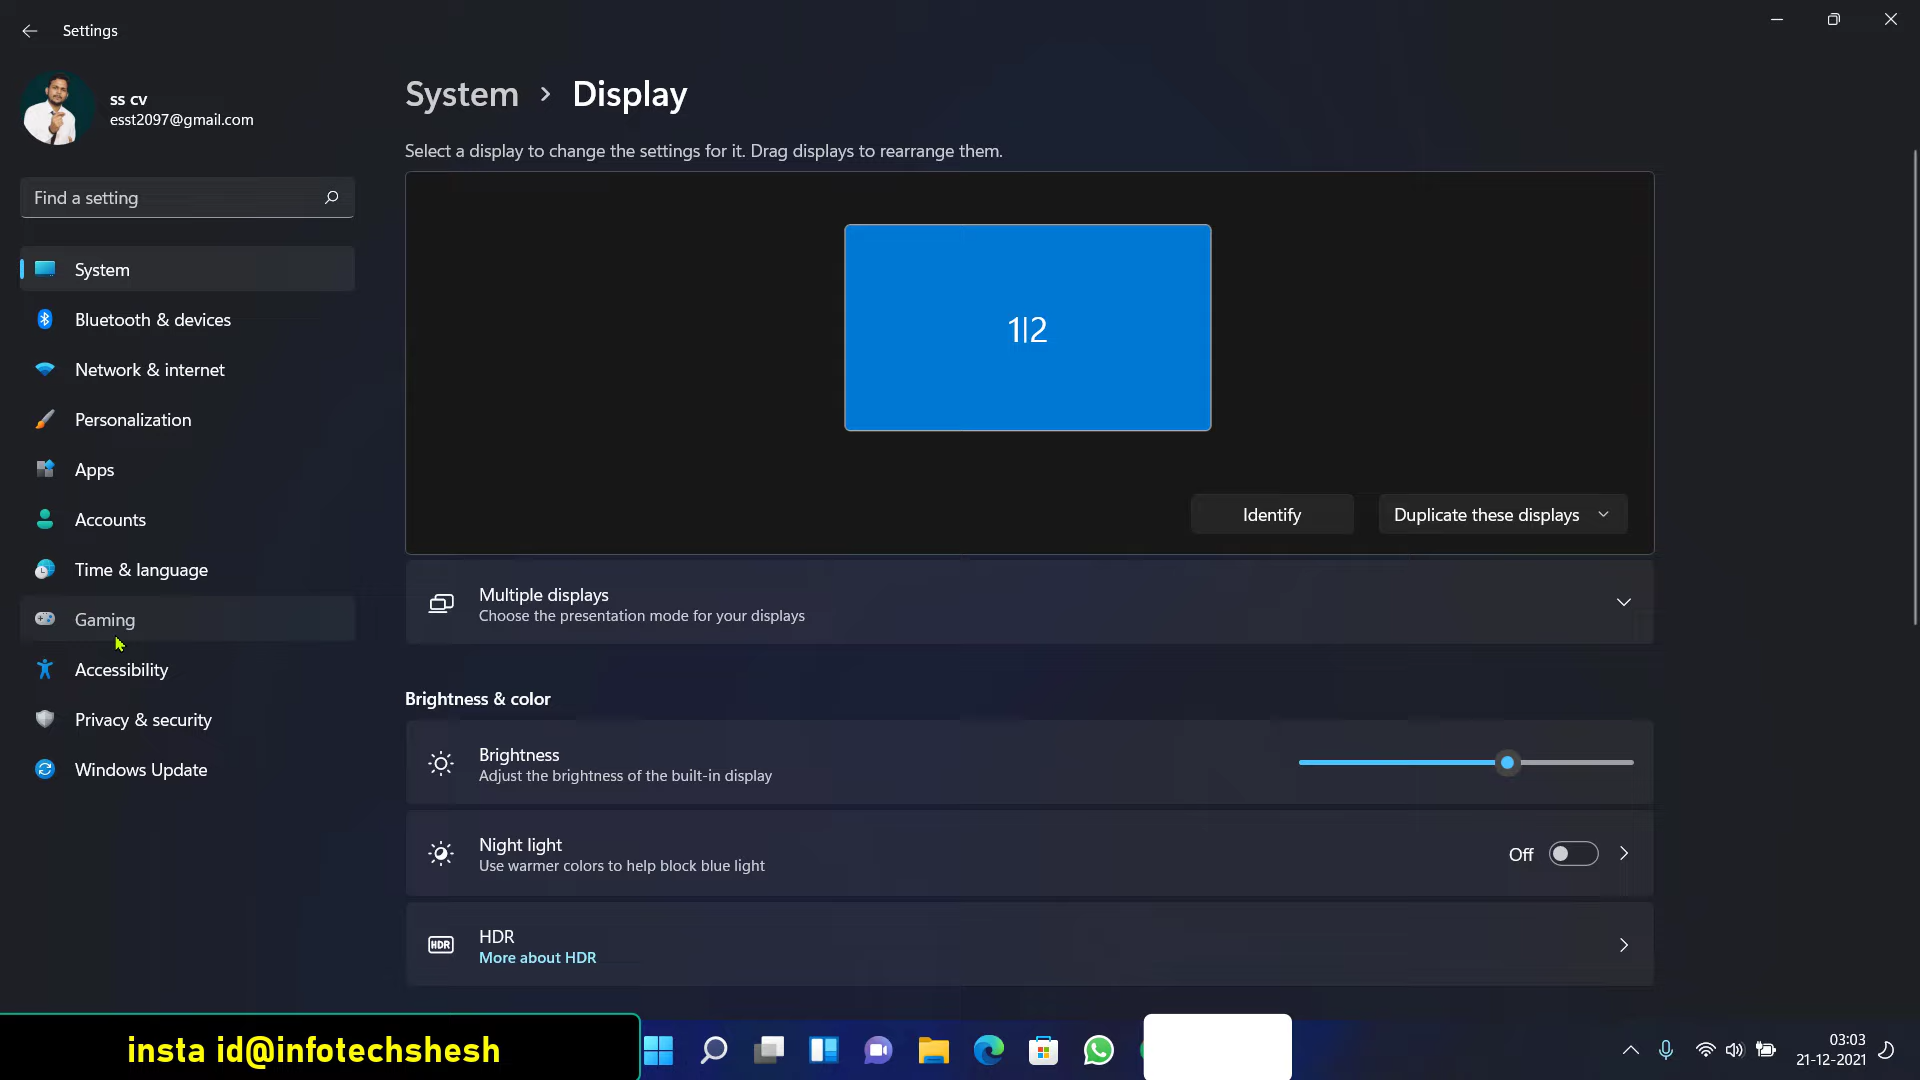 Settings
ss cv
esst2097@gmail.com
Find a setting
System
Bluetooth & devices
Network & internet
Personalization
Apps
Accounts
Time & language
Gaming
Accessibility
Privacy & security
Windows Update
System > Display
Select a display to change the settings for it. Drag displays to rearrange them.
1|2
Identify
Duplicate these displays
Multiple displays
Choose the presentation mode for your displays
Brightness & color
Brightness
Adjust the brightness of the built-in display
Night light
Use warmer colors to help block blue light
Off
HDR
HDR
More about HDR
insta id@infotechshesh
03:03
21-12-2021